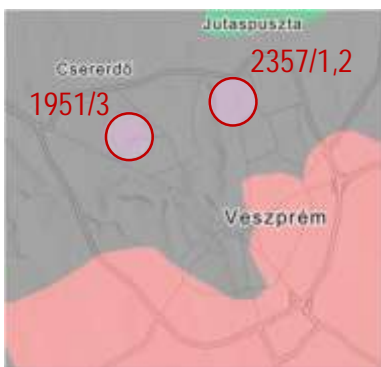 Jutaspuszta
2357/1,2
Csererdő
1951/3
Veszprém